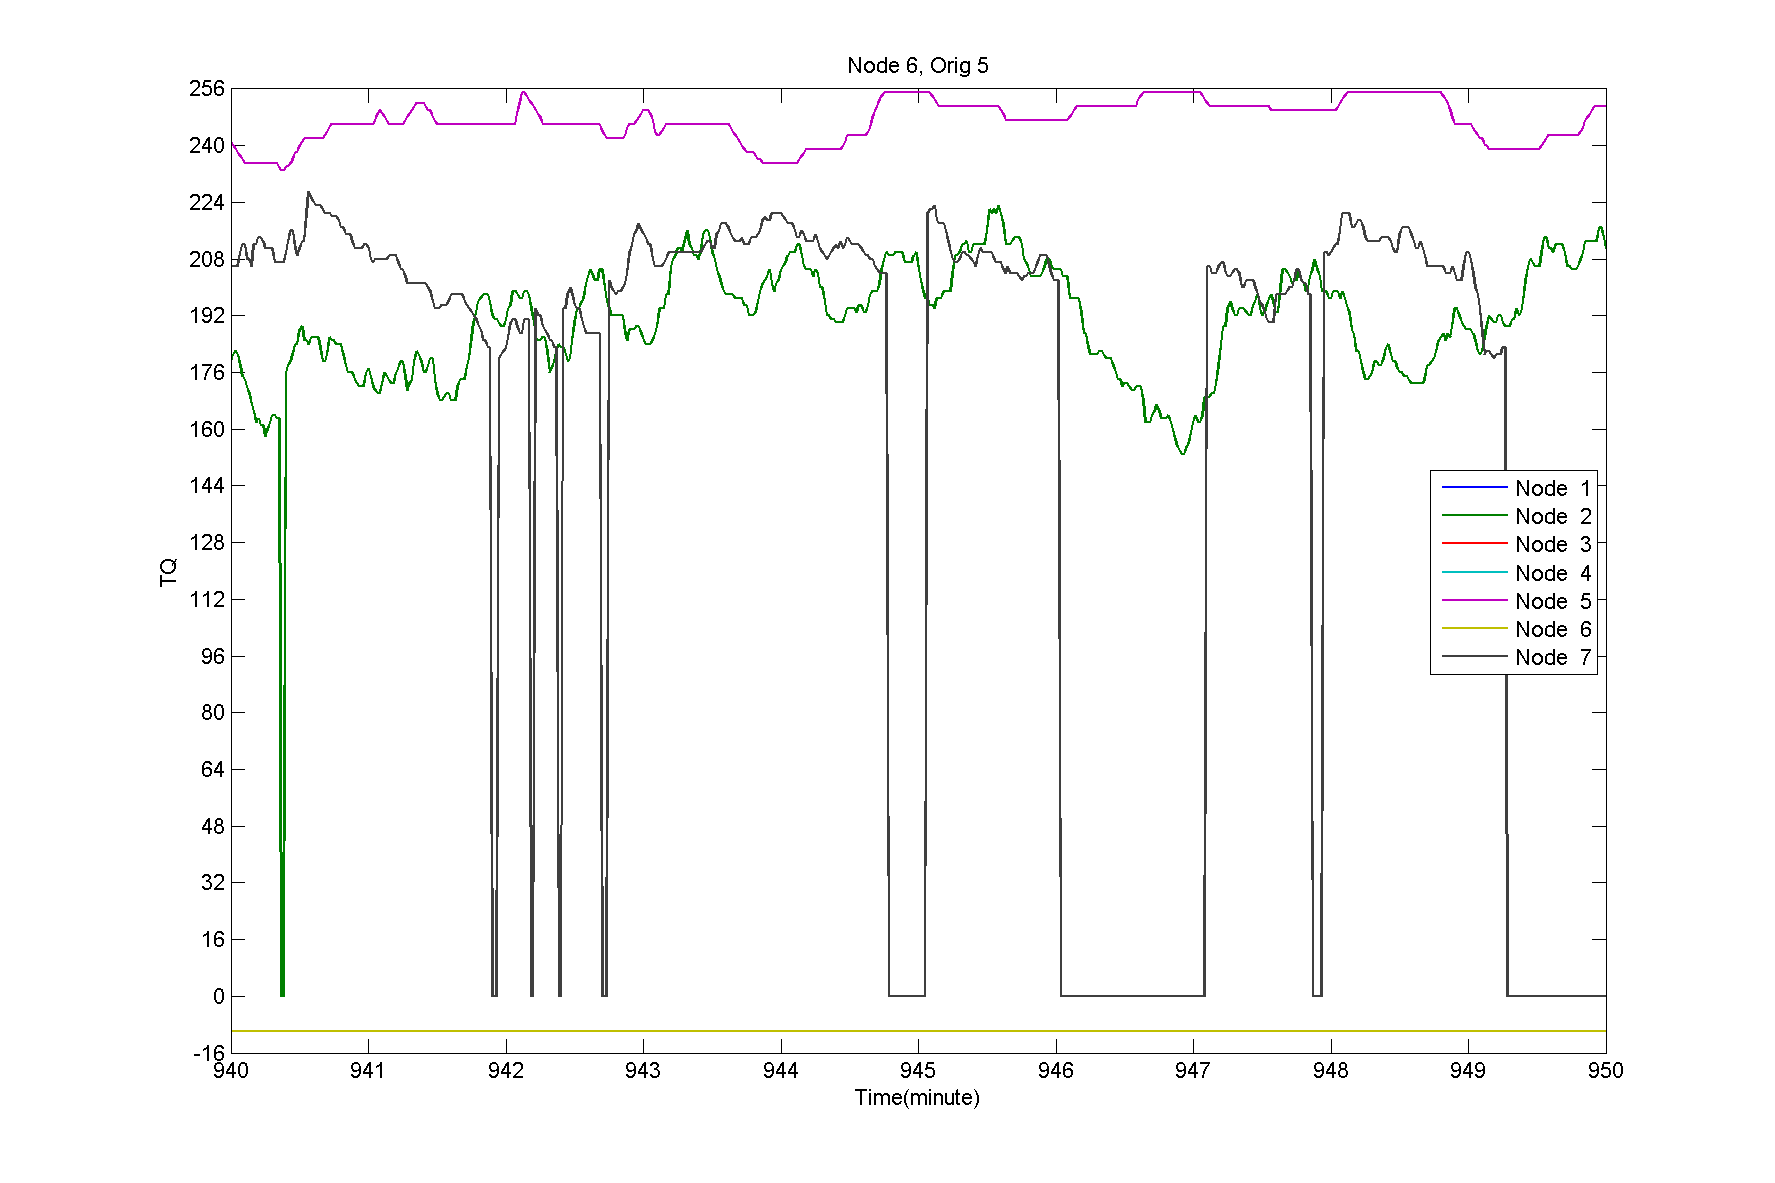 Node 6, Orig 5
256
240
224
208
192
176
160
144
128
112
96
80
64
48
32
16
0
-16
TQ
Node 1
Node 2
Node 3
Node 4
Node 5
Node 6
Node 7
940 941 942 943 944 945 946 947 948 949 950
Time(minute)